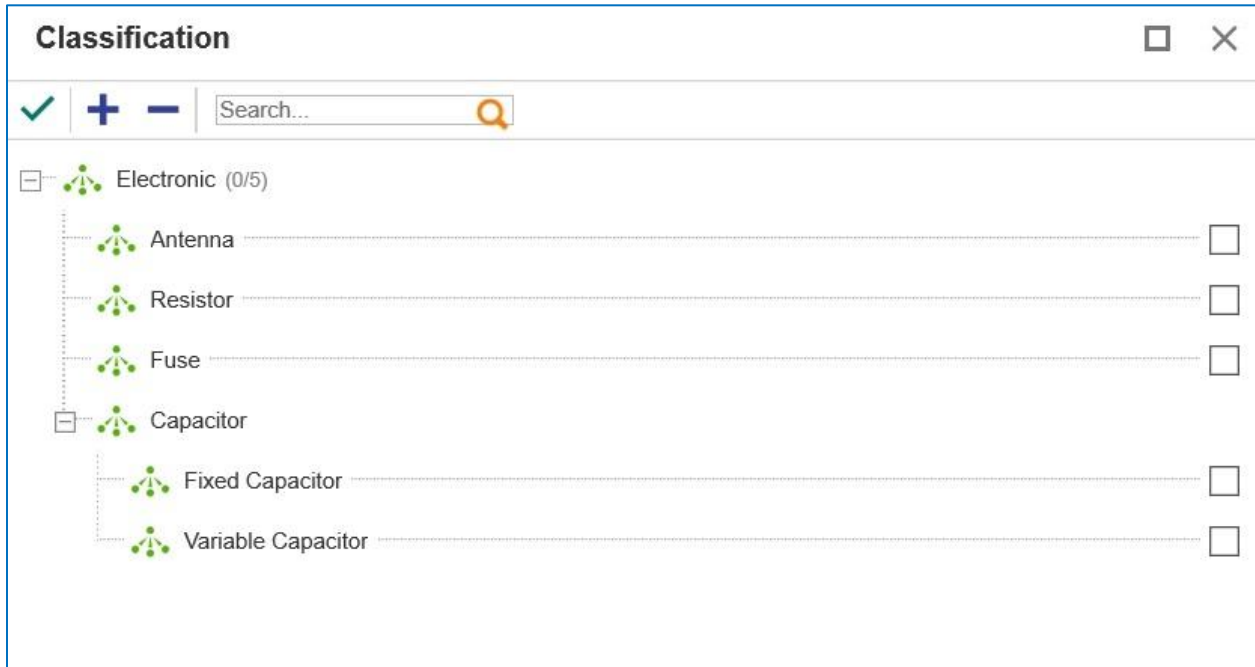 Classification
Search...
Electronic (0/5)
Antenna
Resistor
Fuse
Capacitor
Fixed Capacitor
Variable Capacitor